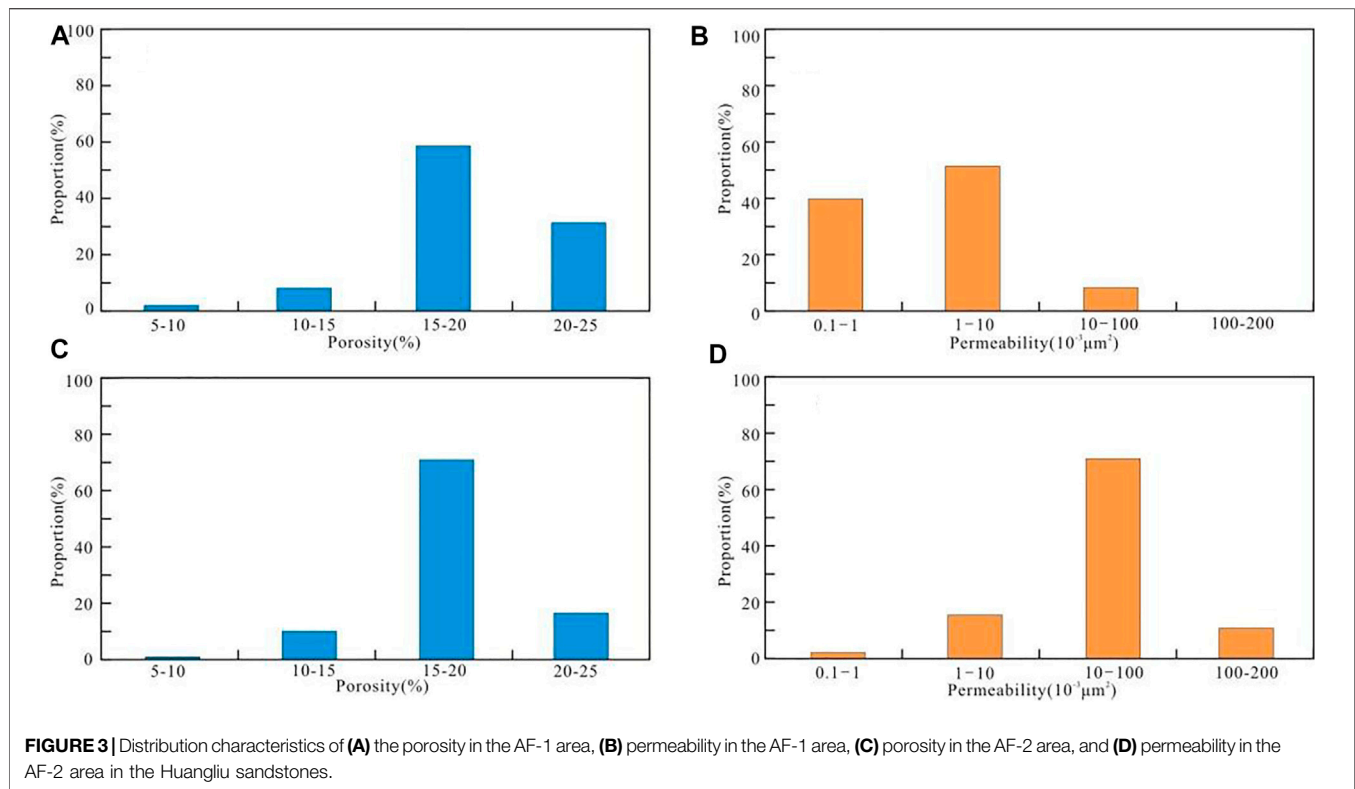 A
100
80
60
40
20
0
Proportion(%)
5-10 10-15 15-20 20-25
Porosity(%)
B
100
80
60
40
20
0
Proportion(%)
0.1−1 1−10 10−100 100-200
Permeability(10⁻³μm²)
C
100
80
60
40
20
0
Proportion(%)
5-10 10-15 15-20 20-25
Porosity(%)
D
100
80
60
40
20
0
Proportion(%)
0.1−1 1−10 10−100 100-200
Permeability(10⁻³μm²)
FIGURE 3 | Distribution characteristics of (A) the porosity in the AF-1 area, (B) permeability in the AF-1 area, (C) porosity in the AF-2 area, and (D) permeability in the
AF-2 area in the Huangliu sandstones.